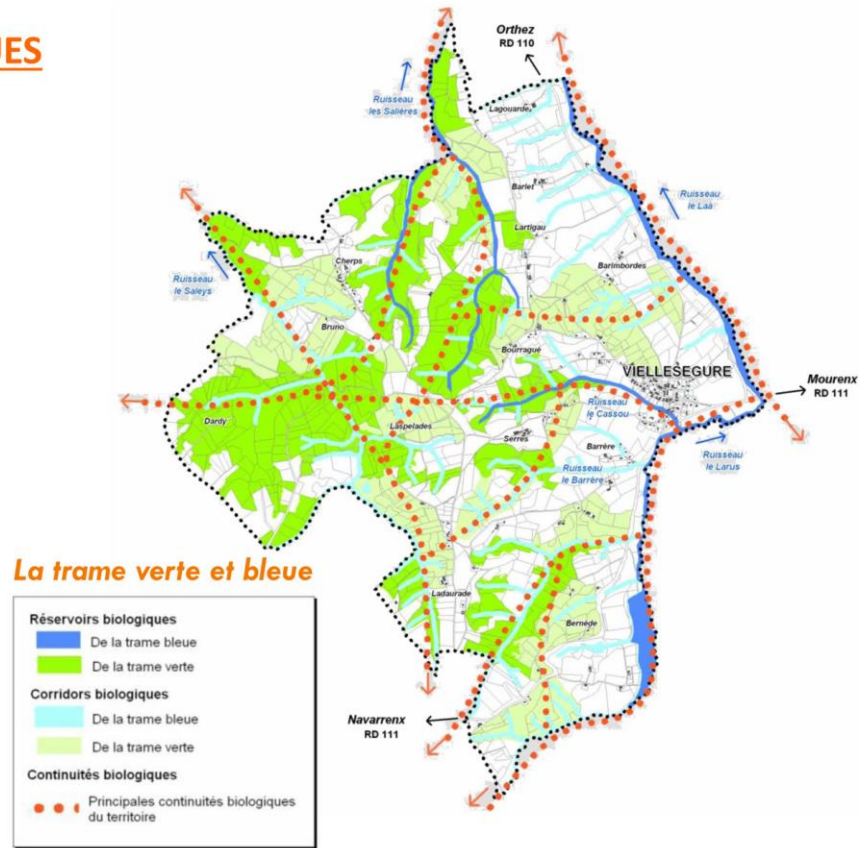 UES
Orthez
RD 110
Ruisseau
les Salières
Lagouarde
Barlet
Lartigau
Ruisseau
le Laà
Cherps
Ruisseau
le Saleys
Barimbordes
Bruno
Bourragué
VIELLESEGURE
Mourenx
RD 111
Ruisseau
le Cassou
Dardy
Laspelades
Serres
Barrère
Ruisseau
le Larus
Ruisseau
le Barrère
La trame verte et bleue
Ladaurade
Bernède
Navarrenx
RD 111
Réservoirs biologiques
De la trame bleue
De la trame verte
Corridors biologiques
De la trame bleue
De la trame verte
Continuités biologiques
Principales continuités biologiques
du territoire